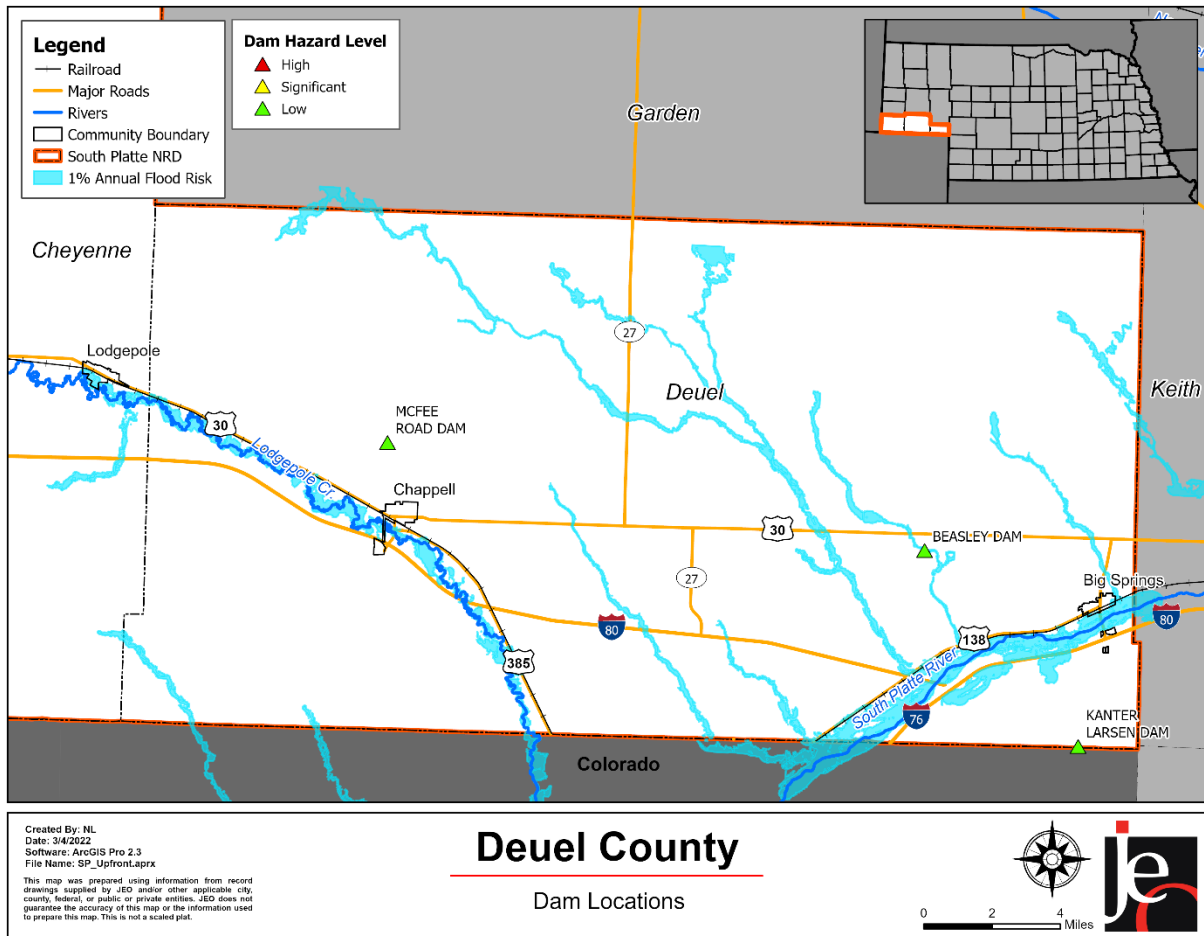 Legend
Railroad
Major Roads
Rivers
Community Boundary
South Platte NRD
1% Annual Flood Risk
Dam Hazard Level
High
Significant
Low
Garden
Cheyenne
27
Lodgepole
Deuel
Keith
30
MCFEE
ROAD DAM
Lodgepole Cr.
Chappell
30
BEASLEY DAM
27
Big Springs
80
138
80
385
South Platte River
76
KANTER
LARSEN DAM
Colorado
Created By: NL
Date: 3/4/2022
Software: ArcGIS Pro 2.3
File Name: SP_Upfront.aprx
This map was prepared using information from record
drawings supplied by JEO and/or other applicable city,
county, federal, or public or private entities. JEO does not
guarantee the accuracy of this map or the information used
to prepare this map. This is not a scaled plat.
Deuel County
Dam Locations
0 2 4
Miles
jeo